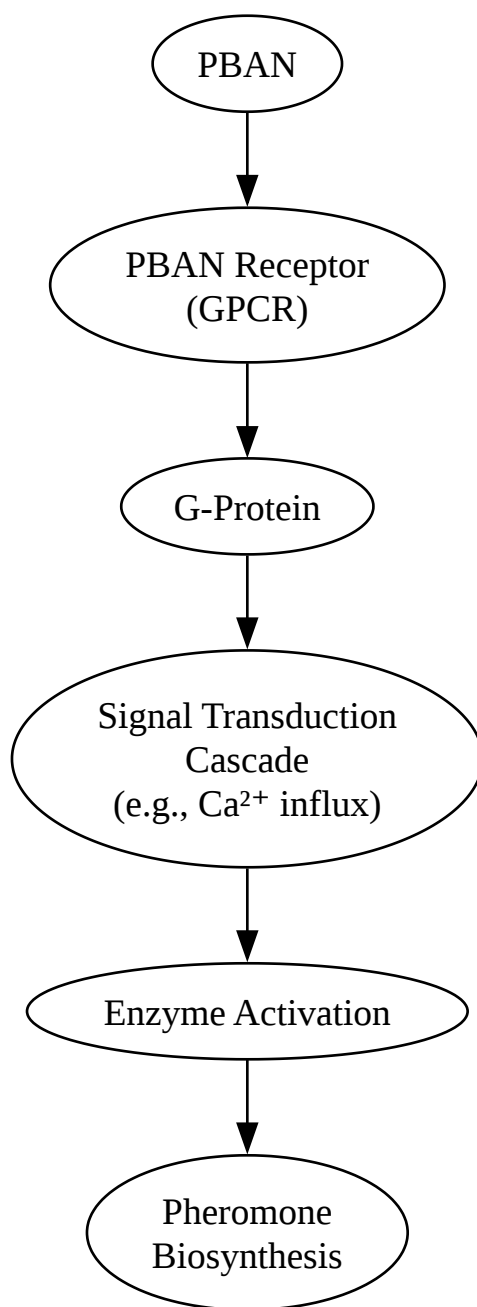 PBAN
PBAN Receptor
(GPCR)
G-Protein
Signal Transduction
Cascade
(e.g., Ca²⁺ influx)
Enzyme Activation
Pheromone
Biosynthesis